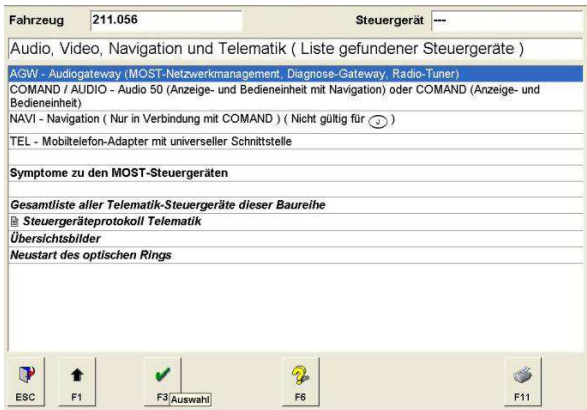 Fahrzeug 211.056 Steuergerät ---
Audio, Video, Navigation und Telematik ( Liste gefundener Steuergeräte )
AGW - Audiogateway (MOST-Netzwerkmanagement, Diagnose-Gateway, Radio-Tuner)
COMAND / AUDIO - Audio 50 (Anzeige- und Bedieneinheit mit Navigation) oder COMAND (Anzeige- und
Bedieneinheit)
NAVI - Navigation ( Nur in Verbindung mit COMAND ) ( Nicht gültig für J )
TEL - Mobiltelefon-Adapter mit universeller Schnittstelle
Symptome zu den MOST-Steuergeräten
Gesamtliste aller Telematik-Steuergeräte dieser Baureihe
Steuergeräteprotokoll Telematik
Übersichtsbilder
Neustart des optischen Rings
ESC F1 F3 Auswahl F6 F11